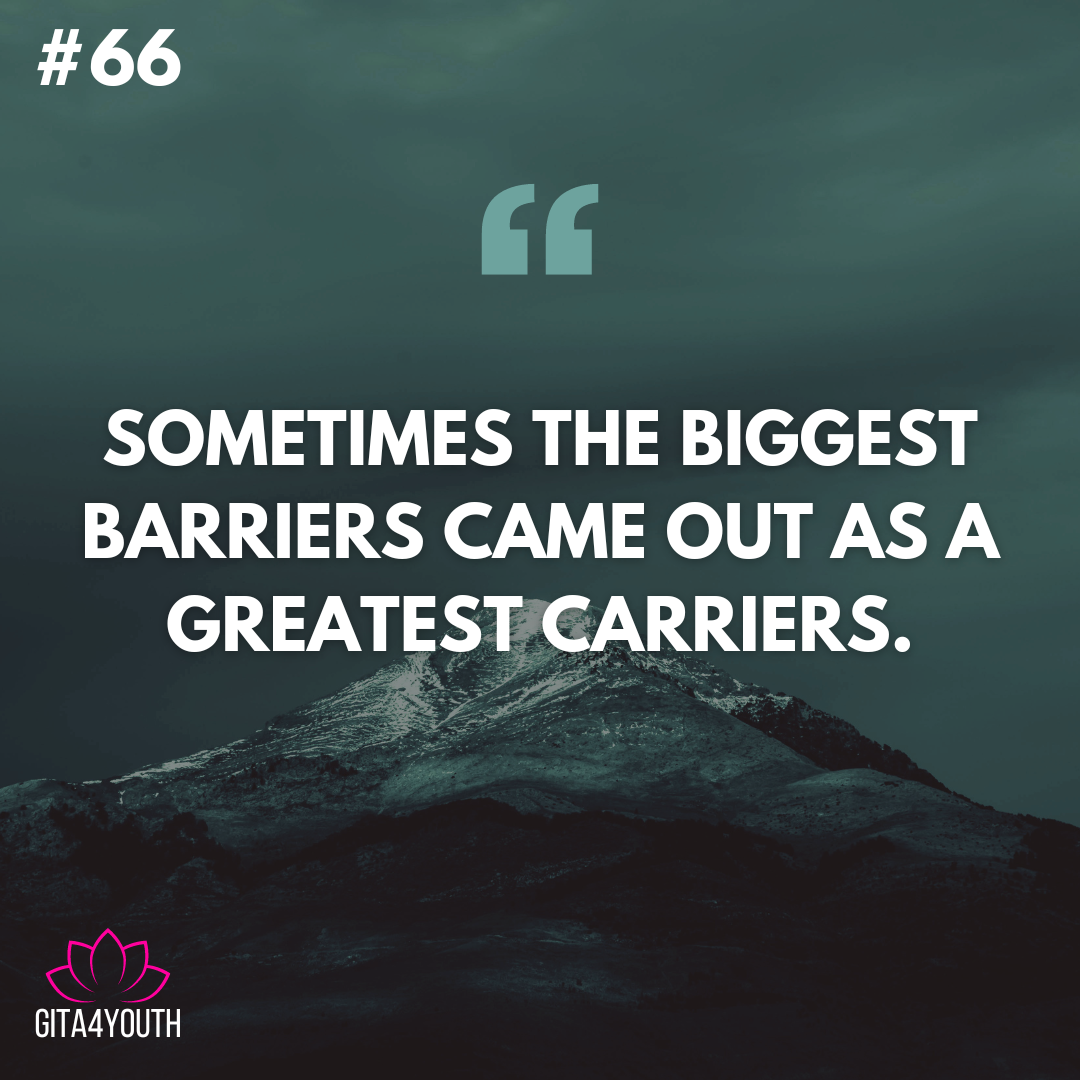 #66
“
SOMETIMES THE BIGGEST
BARRIERS CAME OUT AS A
GREATEST CARRIERS.
GITA4YOUTH